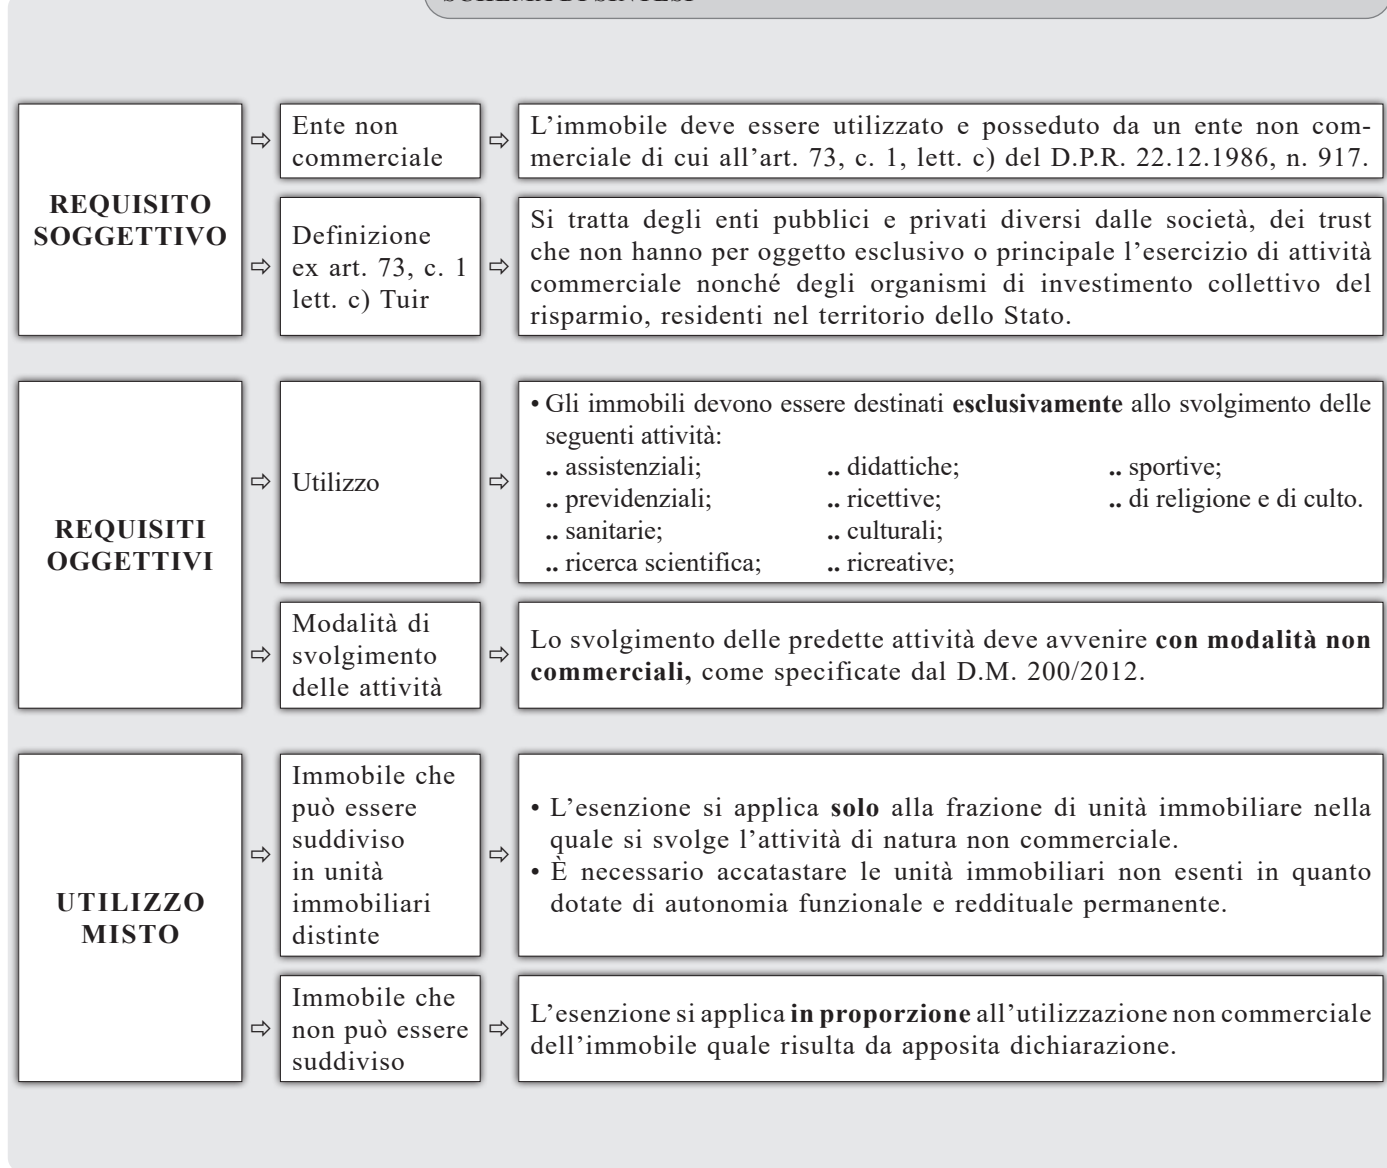 REQUISITO
SOGGETTIVO
⇨
Ente non
commerciale
⇨
L’immobile deve essere utilizzato e posseduto da un ente non com-
merciale di cui all’art. 73, c. 1, lett. c) del D.P.R. 22.12.1986, n. 917.
⇨
Definizione
ex art. 73, c. 1
lett. c) Tuir
⇨
Si tratta degli enti pubblici e privati diversi dalle società, dei trust
che non hanno per oggetto esclusivo o principale l’esercizio di attività
commerciale nonché degli organismi di investimento collettivo del
risparmio, residenti nel territorio dello Stato.
REQUISITI
OGGETTIVI
⇨
Utilizzo
⇨
• Gli immobili devono essere destinati esclusivamente allo svolgimento delle
seguenti attività:
.. assistenziali;
.. previdenziali;
.. sanitarie;
.. ricerca scientifica;
.. didattiche;
.. ricettive;
.. culturali;
.. ricreative;
.. sportive;
.. di religione e di culto.
⇨
Modalità di
svolgimento
delle attività
⇨
Lo svolgimento delle predette attività deve avvenire con modalità non
commerciali, come specificate dal D.M. 200/2012.
UTILIZZO
MISTO
⇨
Immobile che
può essere
suddiviso
in unità
immobiliari
distinte
⇨
• L’esenzione si applica solo alla frazione di unità immobiliare nella
quale si svolge l’attività di natura non commerciale.
• È necessario accatastare le unità immobiliari non esenti in quanto
dotate di autonomia funzionale e reddituale permanente.
⇨
Immobile che
non può essere
suddiviso
⇨
L’esenzione si applica in proporzione all’utilizzazione non commerciale
dell’immobile quale risulta da apposita dichiarazione.